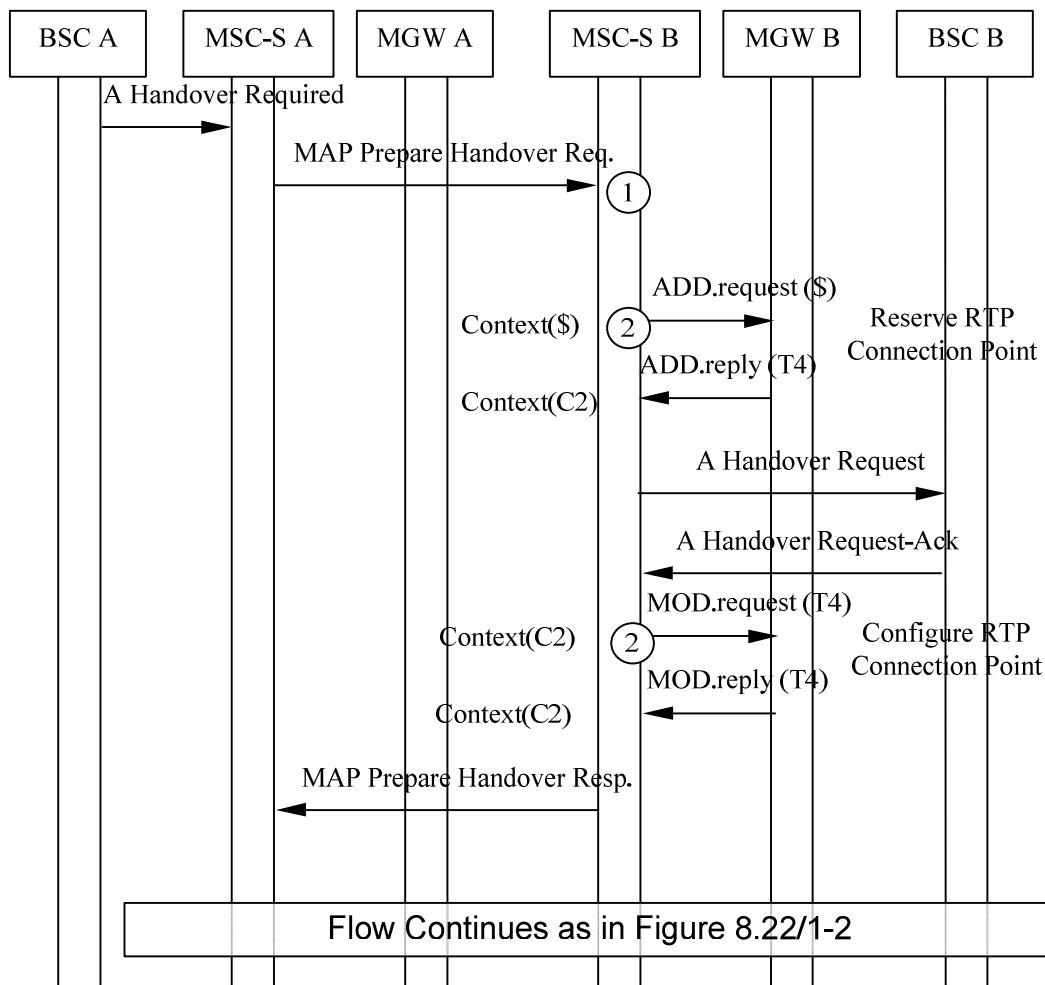 BSC A
MSC-S A
MGW A
MSC-S B
MGW B
BSC B
A Handover Required
MAP Prepare Handover Req.
1
ADD.request ($)
Context($)
2
Reserve RTP
Connection Point
ADD.reply (T4)
Context(C2)
A Handover Request
A Handover Request-Ack
MOD.request (T4)
Context(C2)
2
Configure RTP
Connection Point
MOD.reply (T4)
Context(C2)
MAP Prepare Handover Resp.
Flow Continues as in Figure 8.22/1-2